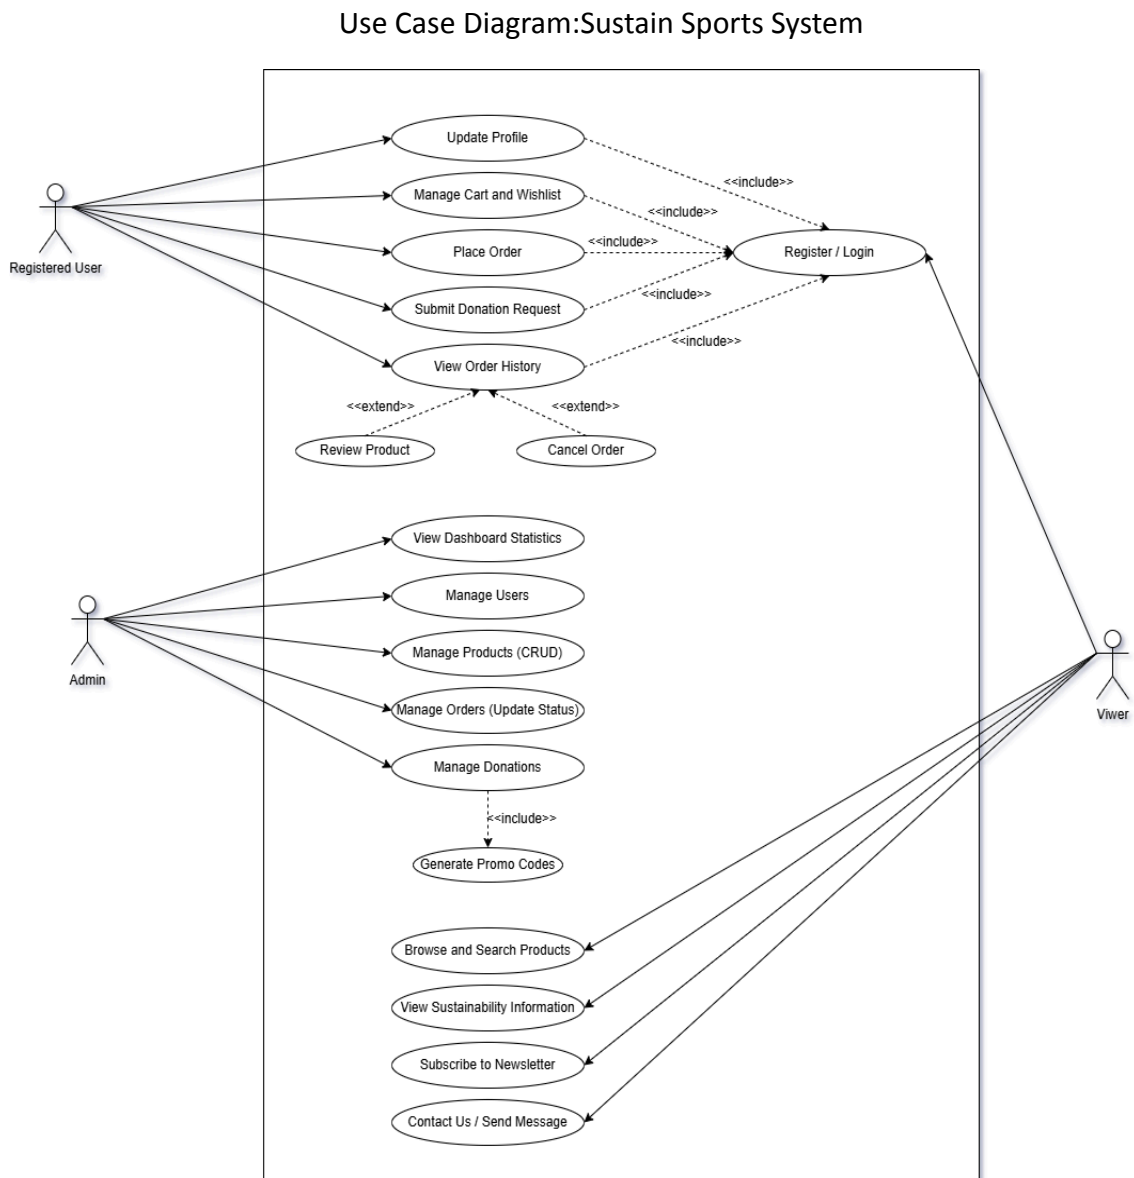 Use Case Diagram:Sustain Sports System
Update Profile
<<include>>
Manage Cart and Wishlist
<<include>>
Registered User
Place Order
<<include>>
Register / Login
Submit Donation Request
<<include>>
View Order History
<<include>>
<<extend>>
<<extend>>
Review Product
Cancel Order
View Dashboard Statistics
Manage Users
Admin
Manage Products (CRUD)
Manage Orders (Update Status)
Viwer
Manage Donations
<<include>>
Generate Promo Codes
Browse and Search Products
View Sustainability Information
Subscribe to Newsletter
Contact Us / Send Message